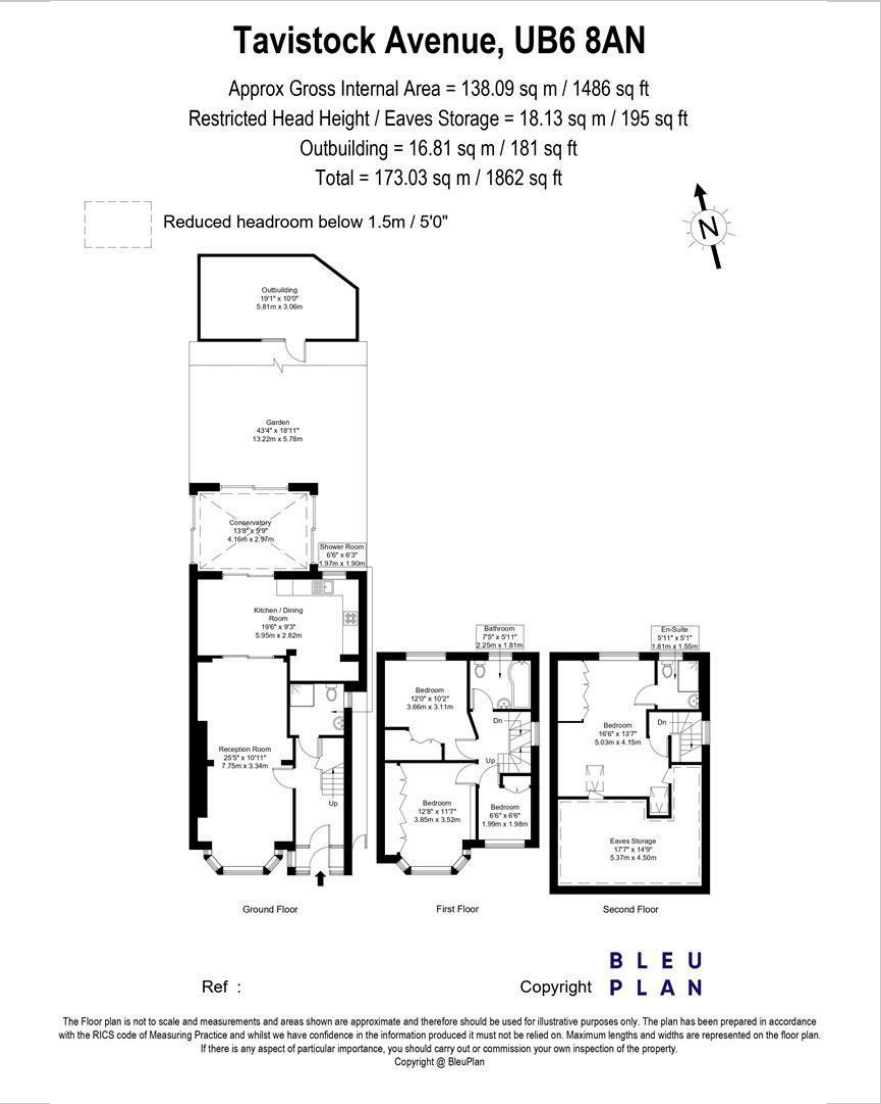 Tavistock Avenue, UB6 8AN
Approx Gross Internal Area = 138.09 sq m / 1486 sq ft
Restricted Head Height / Eaves Storage = 18.13 sq m / 195 sq ft
Outbuilding = 16.81 sq m / 181 sq ft
Total = 173.03 sq m / 1862 sq ft
Reduced headroom below 1.5m / 5'0"
N
Outbuilding
19'1" x 10'0"
5.81m x 3.06m
Garden
43'4" x 18'11"
13.22m x 5.78m
Conservatory
13'8" x 9'9"
4.16m x 2.97m
Shower Room
6'6" x 6'3"
1.97m x 1.90m
Kitchen / Dining
Room
19'6" x 9'3"
5.95m x 2.82m
Reception Room
25'5" x 10'11"
7.75m x 3.34m
Up
Ground Floor
Bathroom
7'5" x 5'11"
2.25m x 1.81m
Bedroom
12'0" x 10'2"
3.66m x 3.11m
Dn
Up
Bedroom
12'8" x 11'7"
3.85m x 3.52m
Bedroom
6'6" x 6'6"
1.99m x 1.98m
First Floor
En-Suite
5'11" x 5'1"
1.81m x 1.55m
Dn
Bedroom
16'6" x 13'7"
5.03m x 4.15m
Eaves Storage
17'7" x 14'9"
5.37m x 4.50m
Second Floor
Ref :
Copyright
BLEU
PLAN
The Floor plan is not to scale and measurements and areas shown are approximate and therefore should be used for illustrative purposes only. The plan has been prepared in accordance
with the RICS code of Measuring Practice and whilst we have confidence in the information produced it must not be relied on. Maximum lengths and widths are represented on the floor plan.
If there is any aspect of particular importance, you should carry out or commission your own inspection of the property.
Copyright @ BleuPlan